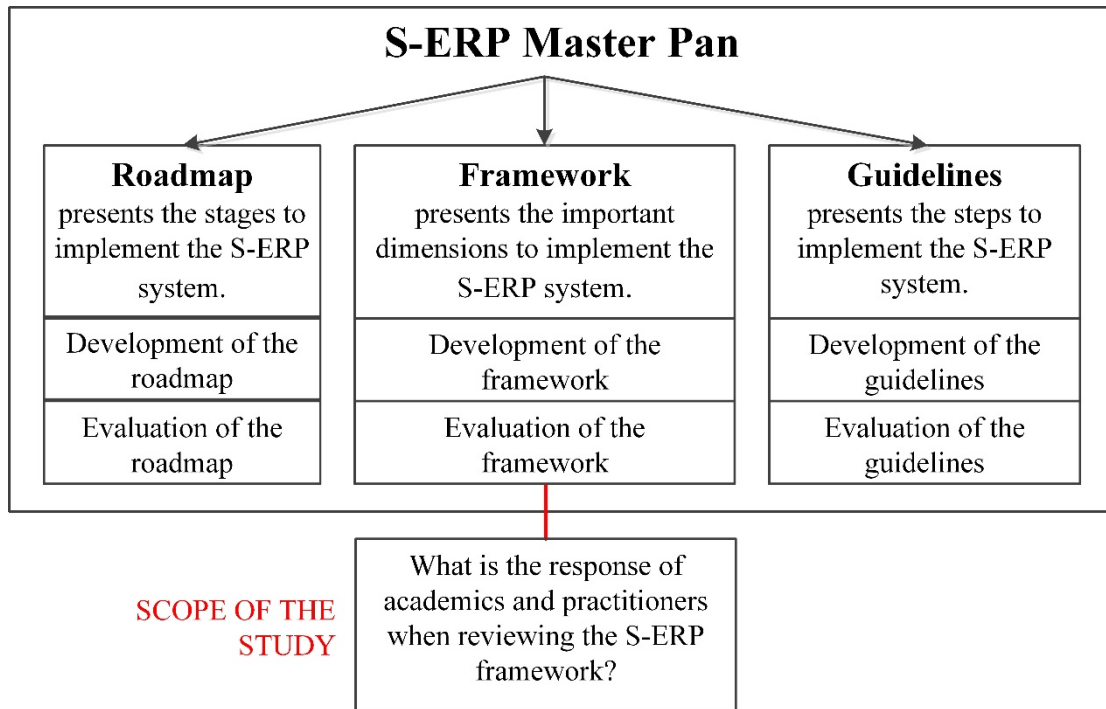 S-ERP Master Pan
Roadmap
presents the stages to
implement the S-ERP
system.
Development of the
roadmap
Evaluation of the
roadmap
Framework
presents the important
dimensions to implement the
S-ERP system.
Development of the
framework
Evaluation of the
framework
Guidelines
presents the steps to
implement the S-ERP
system.
Development of the
guidelines
Evaluation of the
guidelines
SCOPE OF THE
STUDY
What is the response of
academics and practitioners
when reviewing the S-ERP
framework?